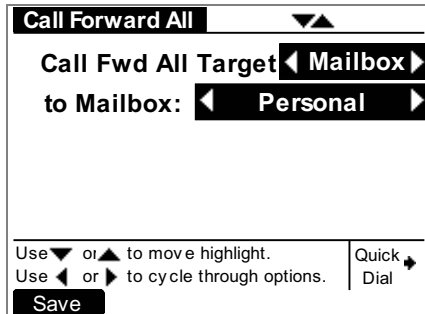 Call Forward All ▼▲
Call Fwd All Target ◀ Mailbox ▶
to Mailbox: ◀ Personal ▶
Use ▼ or ▲ to move highlight.
Use ◀ or ▶ to cycle through options.
Quick ➧
Dial
Save